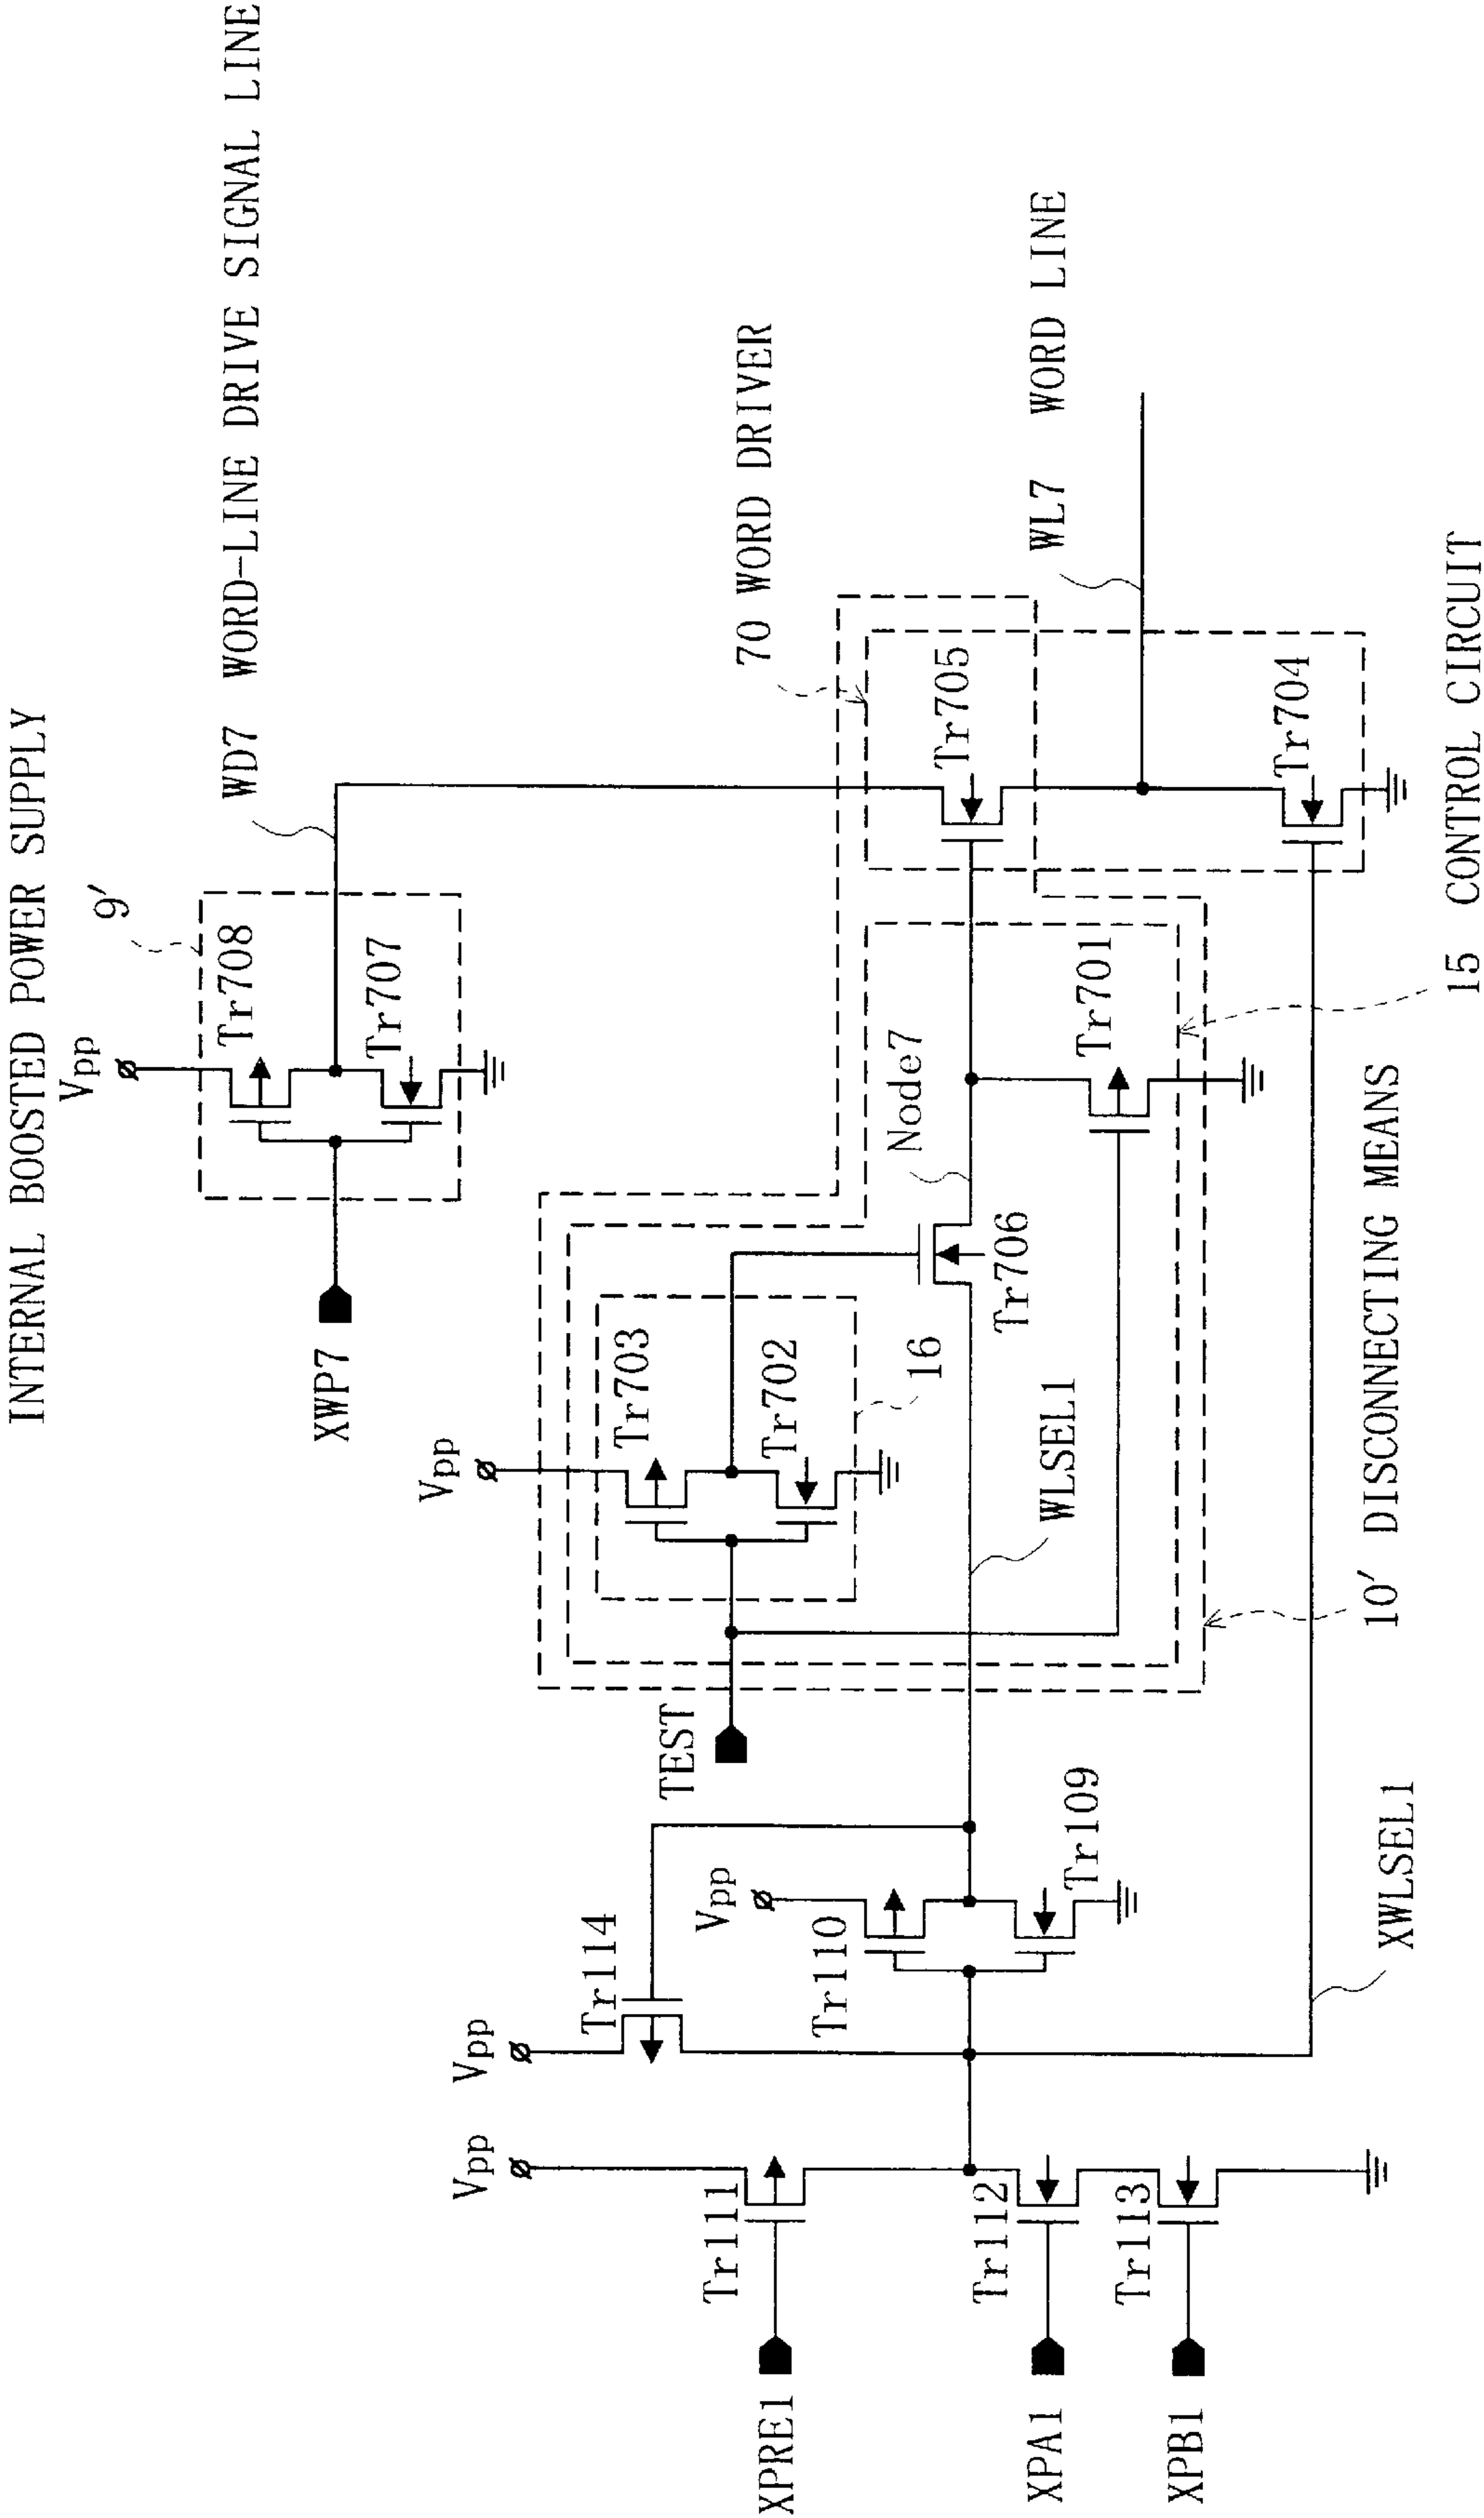 INTERNAL BOOSTED POWER SUPPLY
Vpp
9′
WD7 WORD-LINE DRIVE SIGNAL LINE
Tr708
XWP7
Tr707
Vpp
Vpp
Vpp
Tr114
Tr703
TEST
Vpp
Tr111
XPRE1
70 WORD DRIVER
Tr702
Tr110
16
Node7
Tr705
Tr706
WLSEL1
WL7 WORD LINE
Tr109
Tr112
XPA1
Tr701
Tr113
XPB1
Tr704
10′ DISCONNECTING MEANS
XWLSEL1
15 CONTROL CIRCUIT